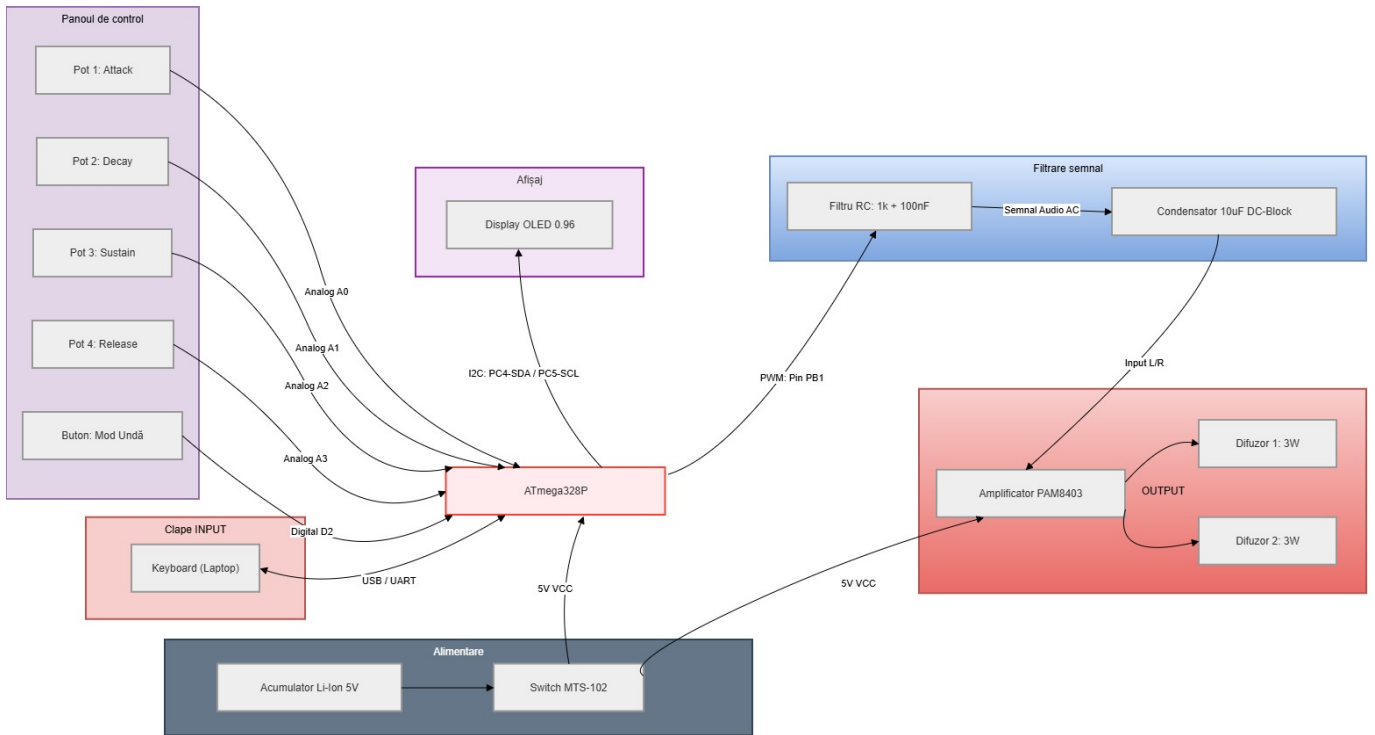 Panoul de control
Pot 1: Attack
Pot 2: Decay
Pot 3: Sustain
Pot 4: Release
Buton: Mod Undă
Analog A0
Analog A1
Analog A2
Analog A3
Digital D2
Clape INPUT
Keyboard (Laptop)
USB / UART
Afișaj
Display OLED 0.96
I2C: PC4-SDA / PC5-SCL
ATmega328P
5V VCC
Alimentare
Acumulator Li-Ion 5V
Switch MTS-102
Filtrare semnal
Filtru RC: 1k + 100nF
Semnal Audio AC
Condensator 10uF DC-Block
PWM: Pin PB1
Input L/R
Amplificator PAM8403
OUTPUT
Difuzor 1: 3W
Difuzor 2: 3W
5V VCC